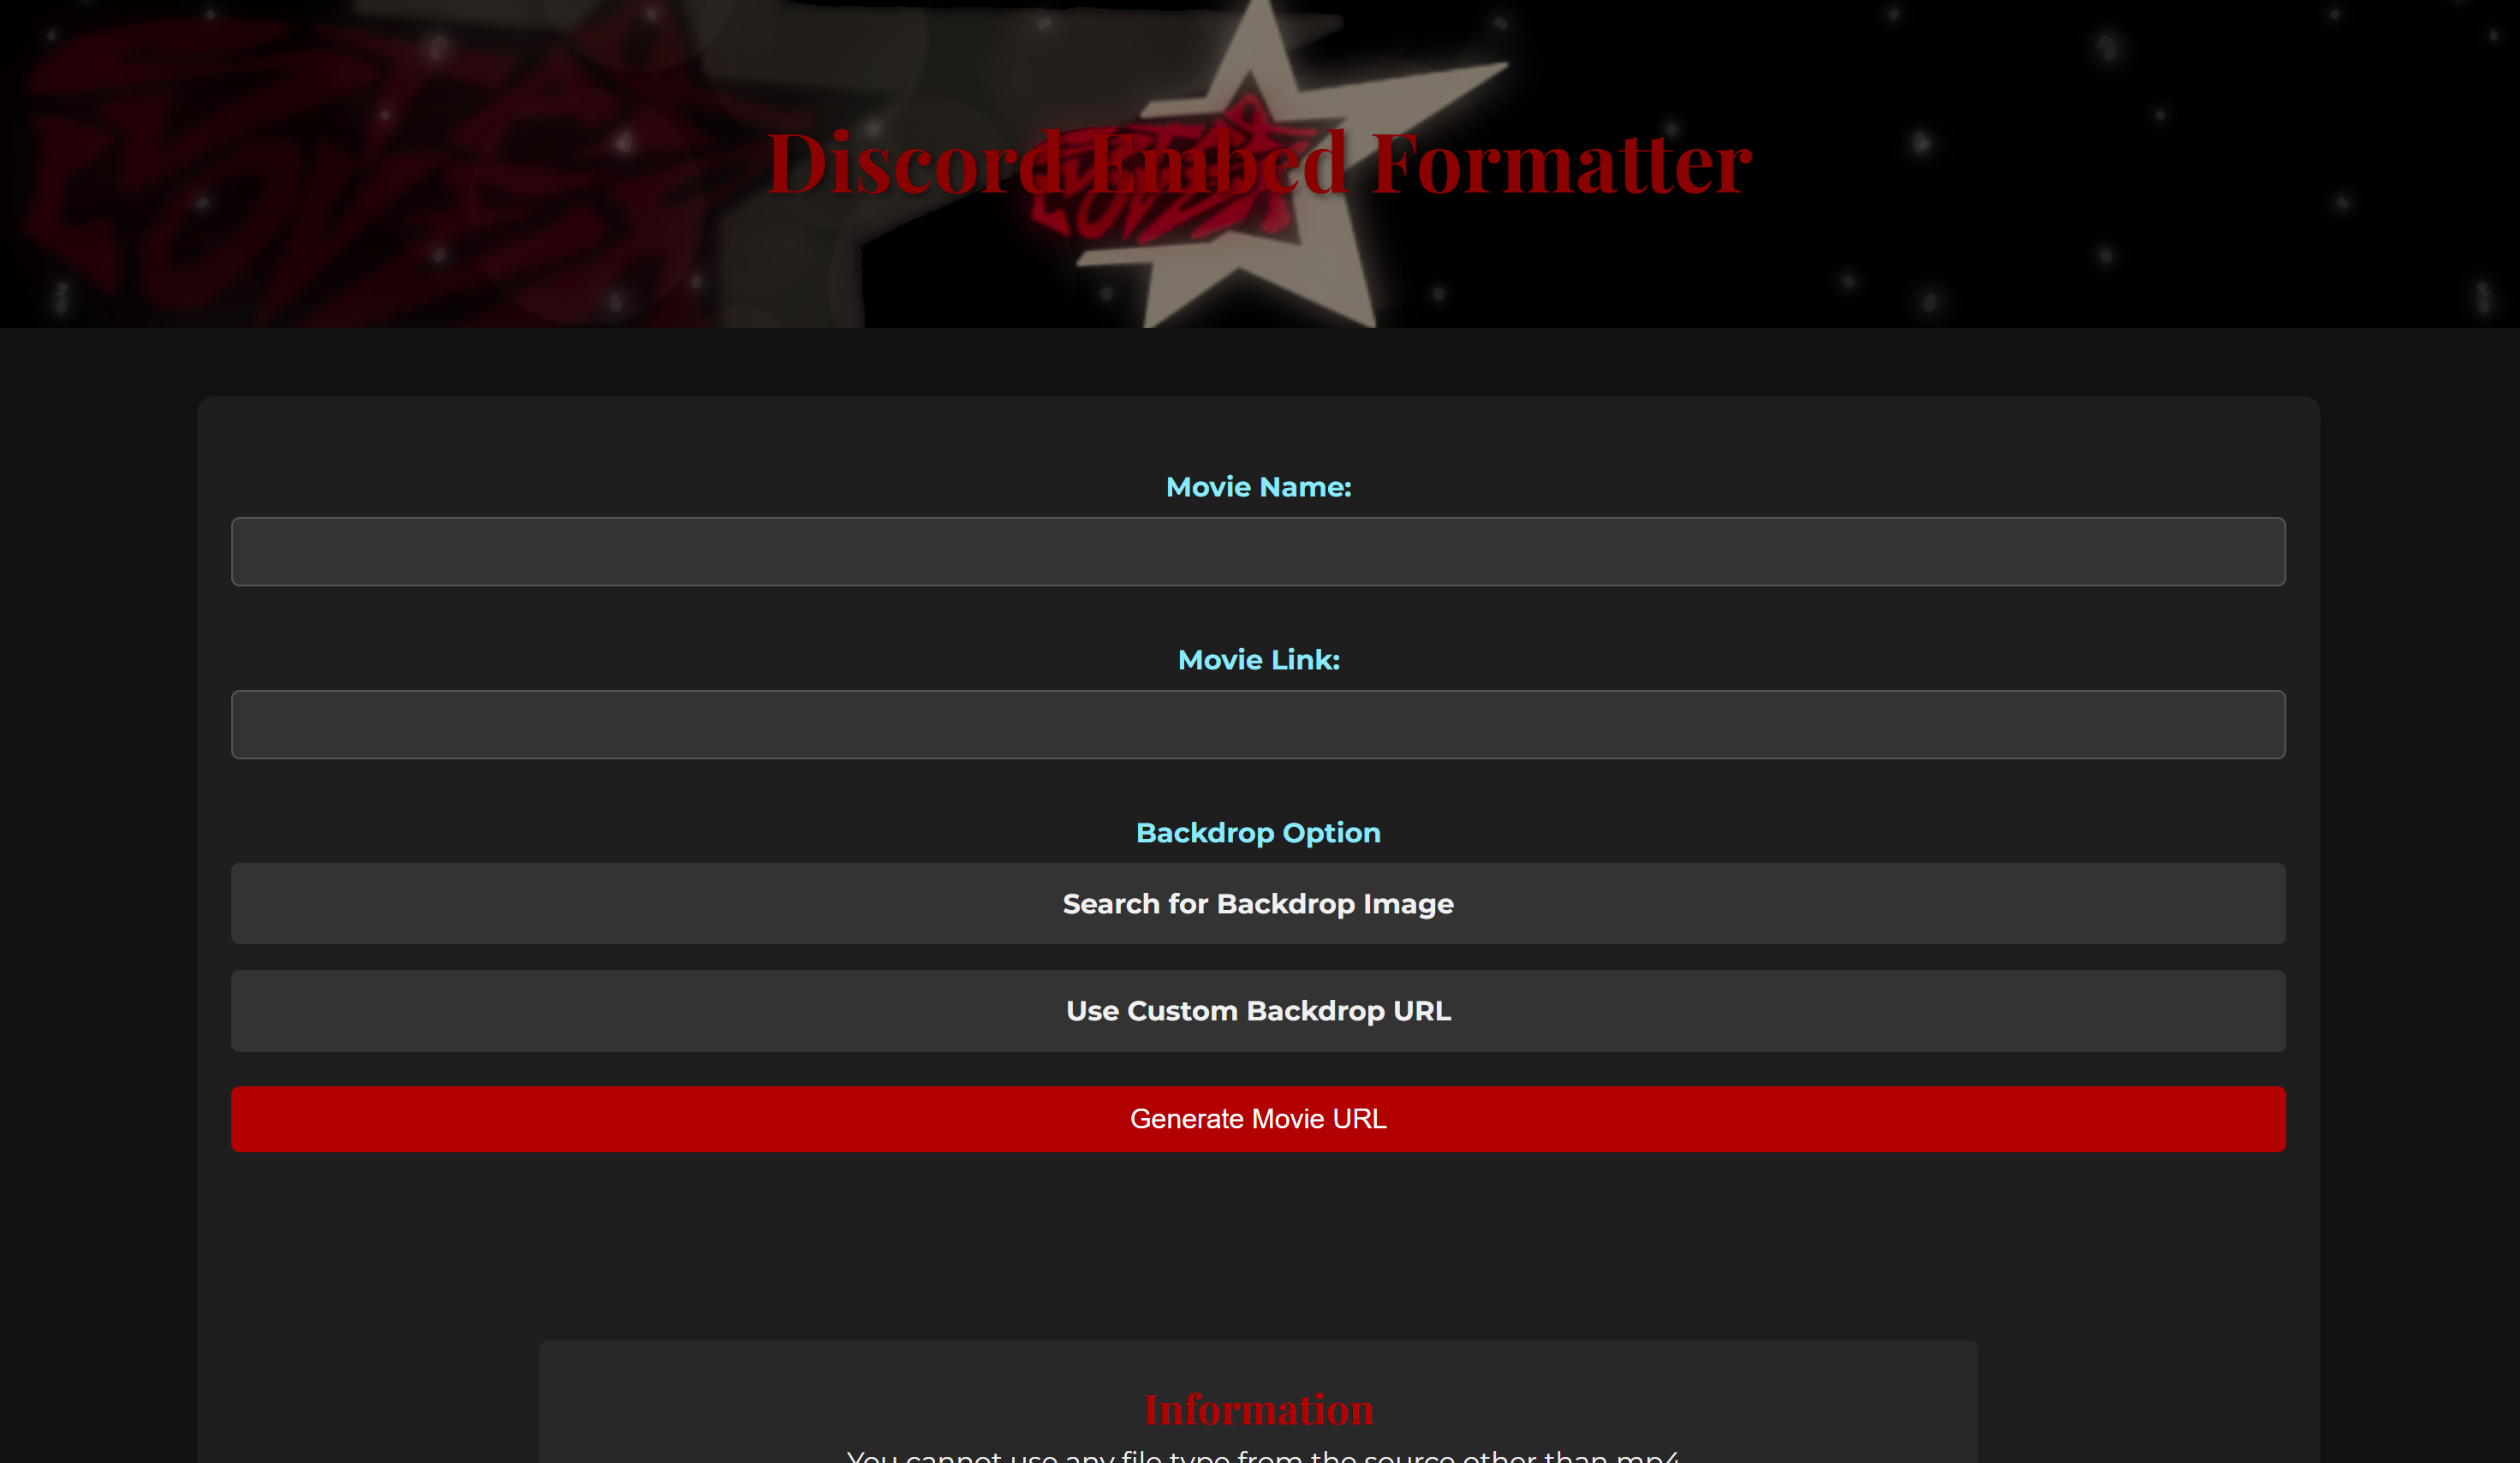 Discord Embed Formatter
Movie Name:
Movie Link:
Backdrop Option
Search for Backdrop Image
Use Custom Backdrop URL
Generate Movie URL
Information
You cannot use any file type from the source other than mp4